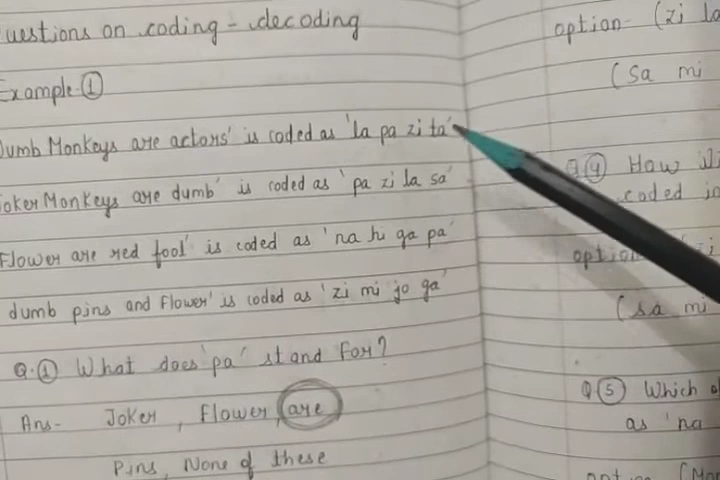 uestions on coding - decoding
Example ①
Dumb Monkeys are actors' is coded as 'la pa zi ta'
Joker Monkeys are dumb' is coded as 'pa zi la sa'
Flower are red fool' is coded as 'na hi ga pa'
dumb pins and flower' is coded as 'zi mi jo ga'
Q.① What does 'pa' stand for?
Ans- Joker, flower, are
Pins, None of these
option- (zi la
(sa mi
Q④ How
coded
option
(sa mi
Q⑤ Which
as 'na